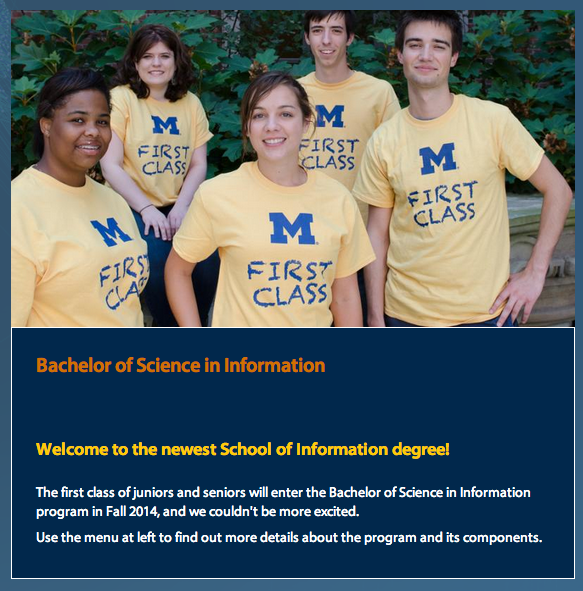 M
FIRST
CLASS
M
FIRST
CLASS
M
FIRST
CLASS
M
FIRST
CLASS
M
FIRST
CLASS
Bachelor of Science in Information
Welcome to the newest School of Information degree!
The first class of juniors and seniors will enter the Bachelor of Science in Information
program in Fall 2014, and we couldn't be more excited.
Use the menu at left to find out more details about the program and its components.